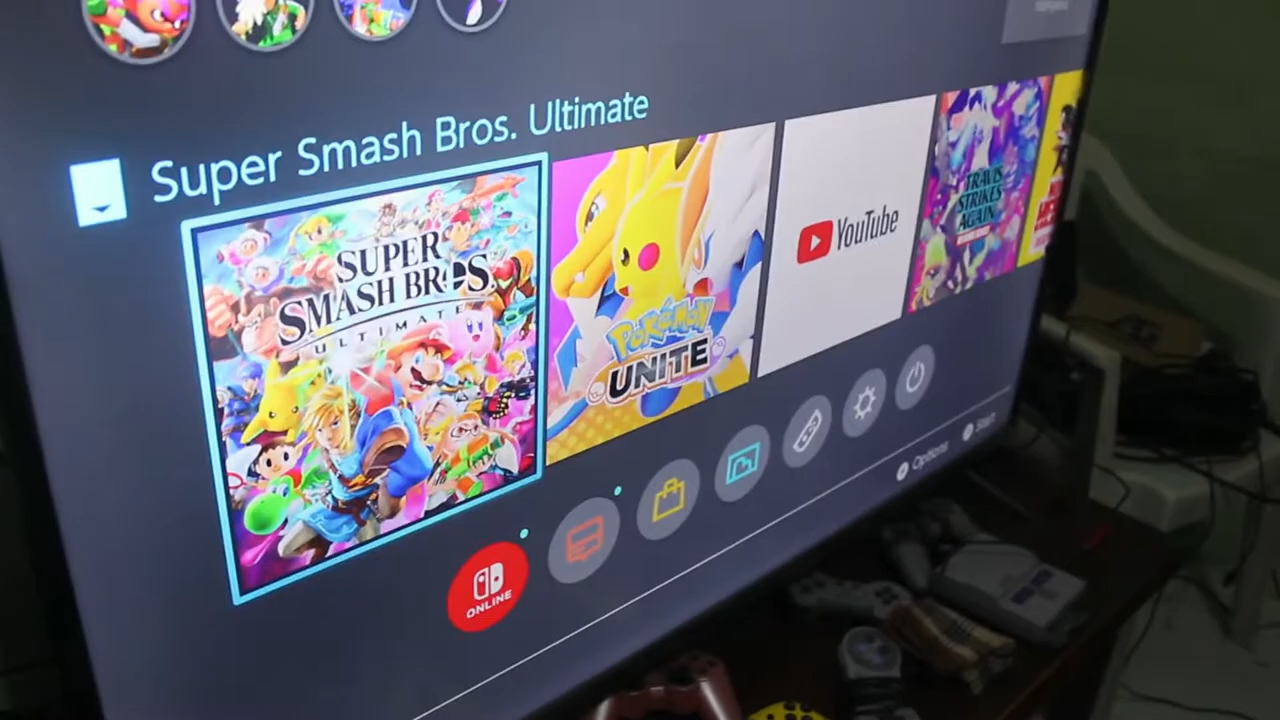 Super Smash Bros. Ultimate
SUPER
SMASH BROS.
ULTIMATE
POKÉMON
UNITE
YouTube
TRAVIS
STRIKES
AGAIN
ONLINE
Options
Start